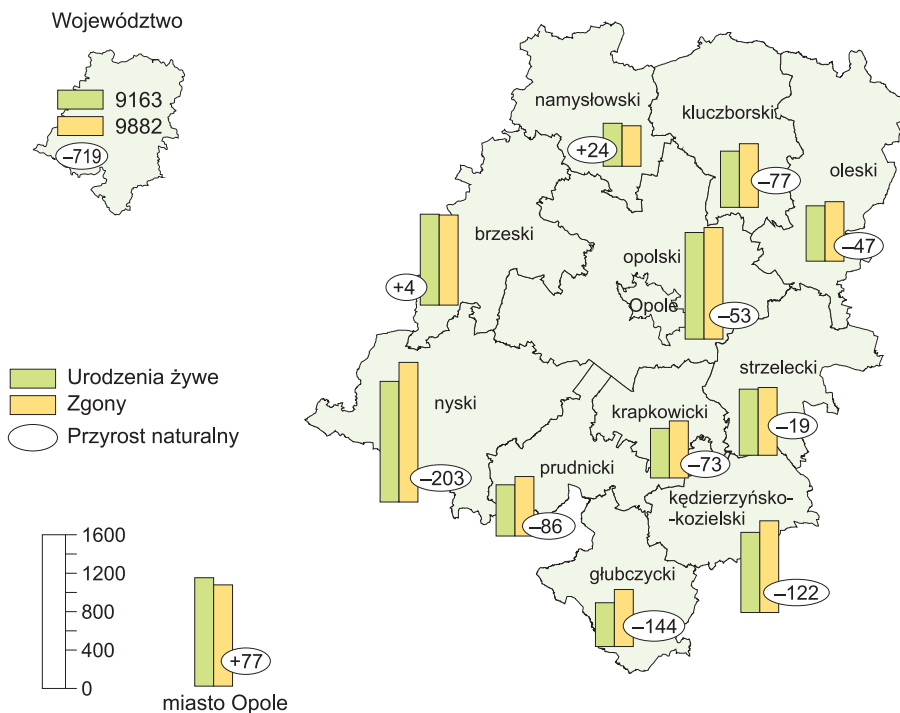 Województwo
9163
9882
–719
namysłowski
+24
kluczborski
–77
oleski
–47
brzeski
+4
opolski
Opole
–53
Urodzenia żywe
Zgony
Przyrost naturalny
nyski
–203
strzelecki
–19
krapkowicki
–73
prudnicki
–86
kędzierzyńsko-
-kozielski
–122
głubczycki
–144
1600
1200
800
400
0
+77
miasto Opole